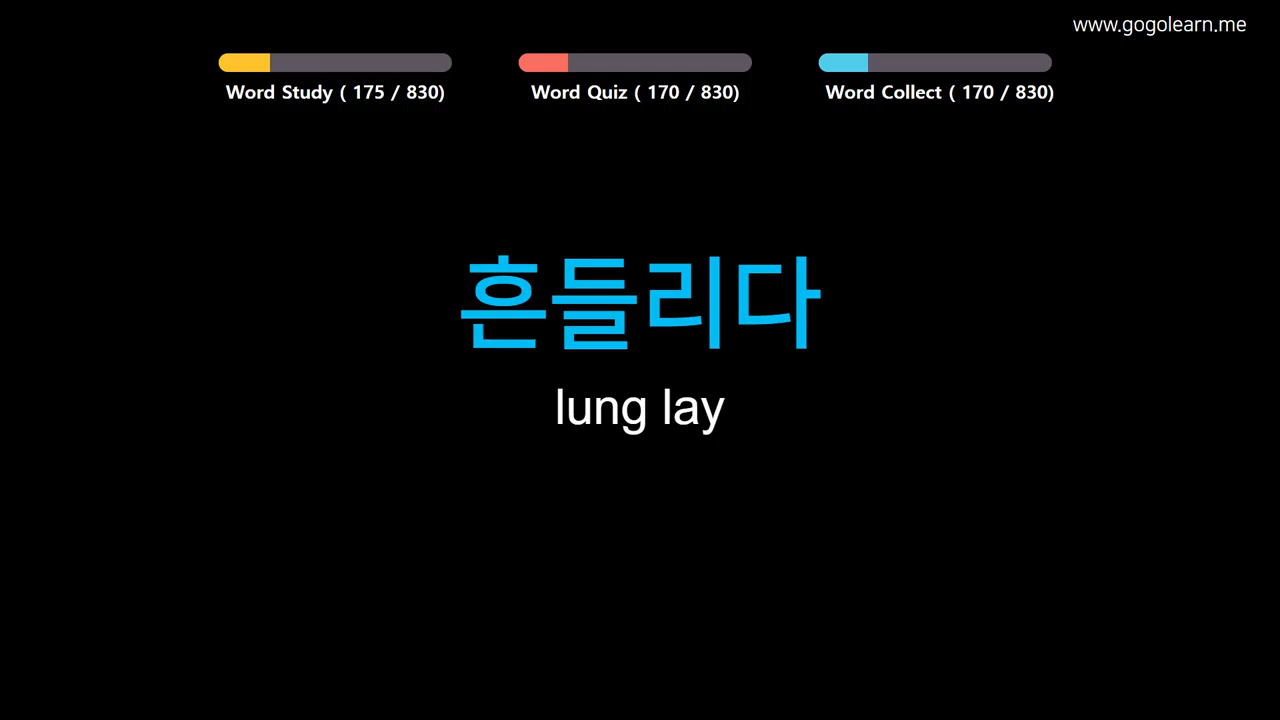 www.gogolearn.me
Word Study ( 175 / 830)
Word Quiz ( 170 / 830)
Word Collect ( 170 / 830)
흔들리다
lung lay